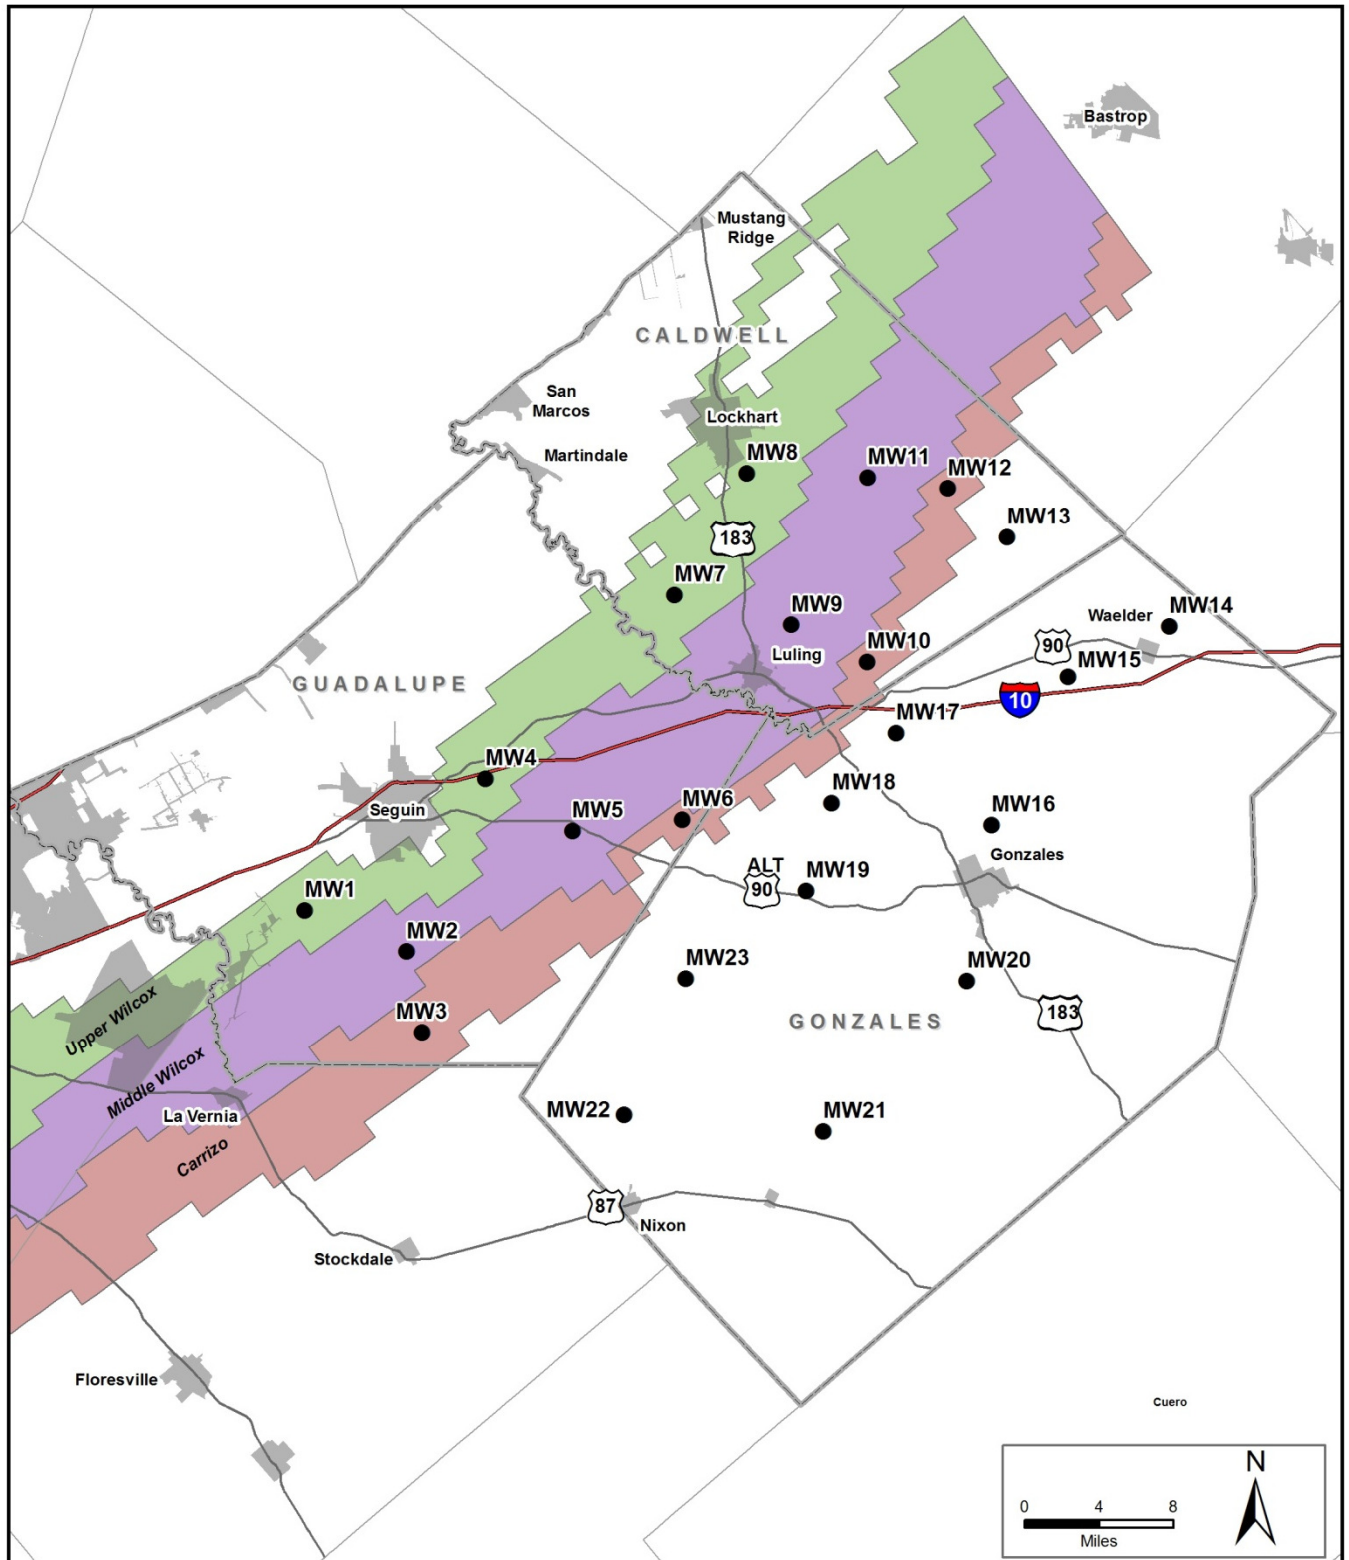 Bastrop
Mustang
Ridge
CALDWELL
San
Marcos
Lockhart
Martindale
MW8
MW11
MW12
MW13
183
MW7
MW9
MW10
Luling
Waelder
MW14
90
MW15
GUADALUPE
10
MW17
MW4
MW18
Seguin
MW5
MW6
MW16
Gonzales
ALT
90
MW19
MW1
MW2
MW23
MW20
MW3
183
GONZALES
Upper Wilcox
Middle Wilcox
La Vernia
MW22
MW21
Carrizo
87
Nixon
Stockdale
Floresville
Cuero
N
0 4 8
Miles